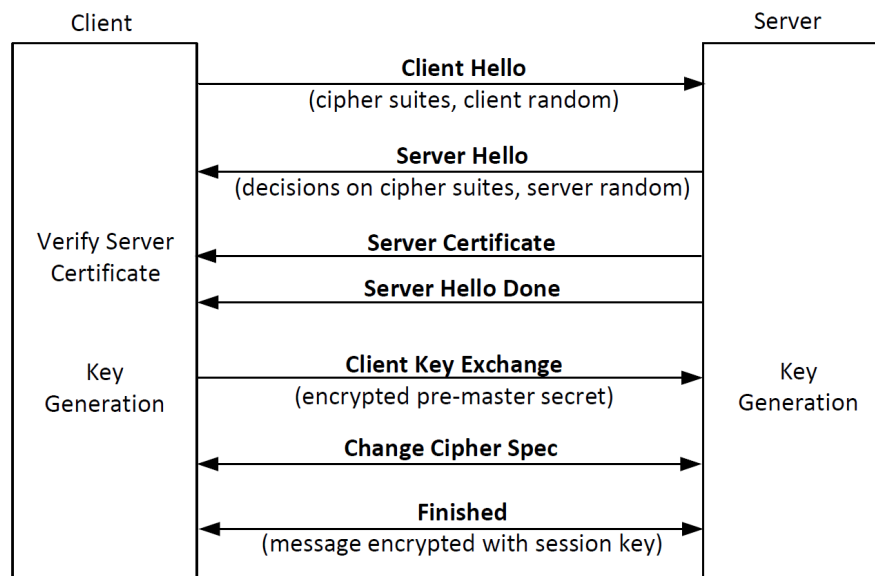 Client
Server
Client Hello
(cipher suites, client random)
Server Hello
(decisions on cipher suites, server random)
Verify Server
Certificate
Server Certificate
Server Hello Done
Key
Generation
Client Key Exchange
(encrypted pre-master secret)
Key
Generation
Change Cipher Spec
Finished
(message encrypted with session key)